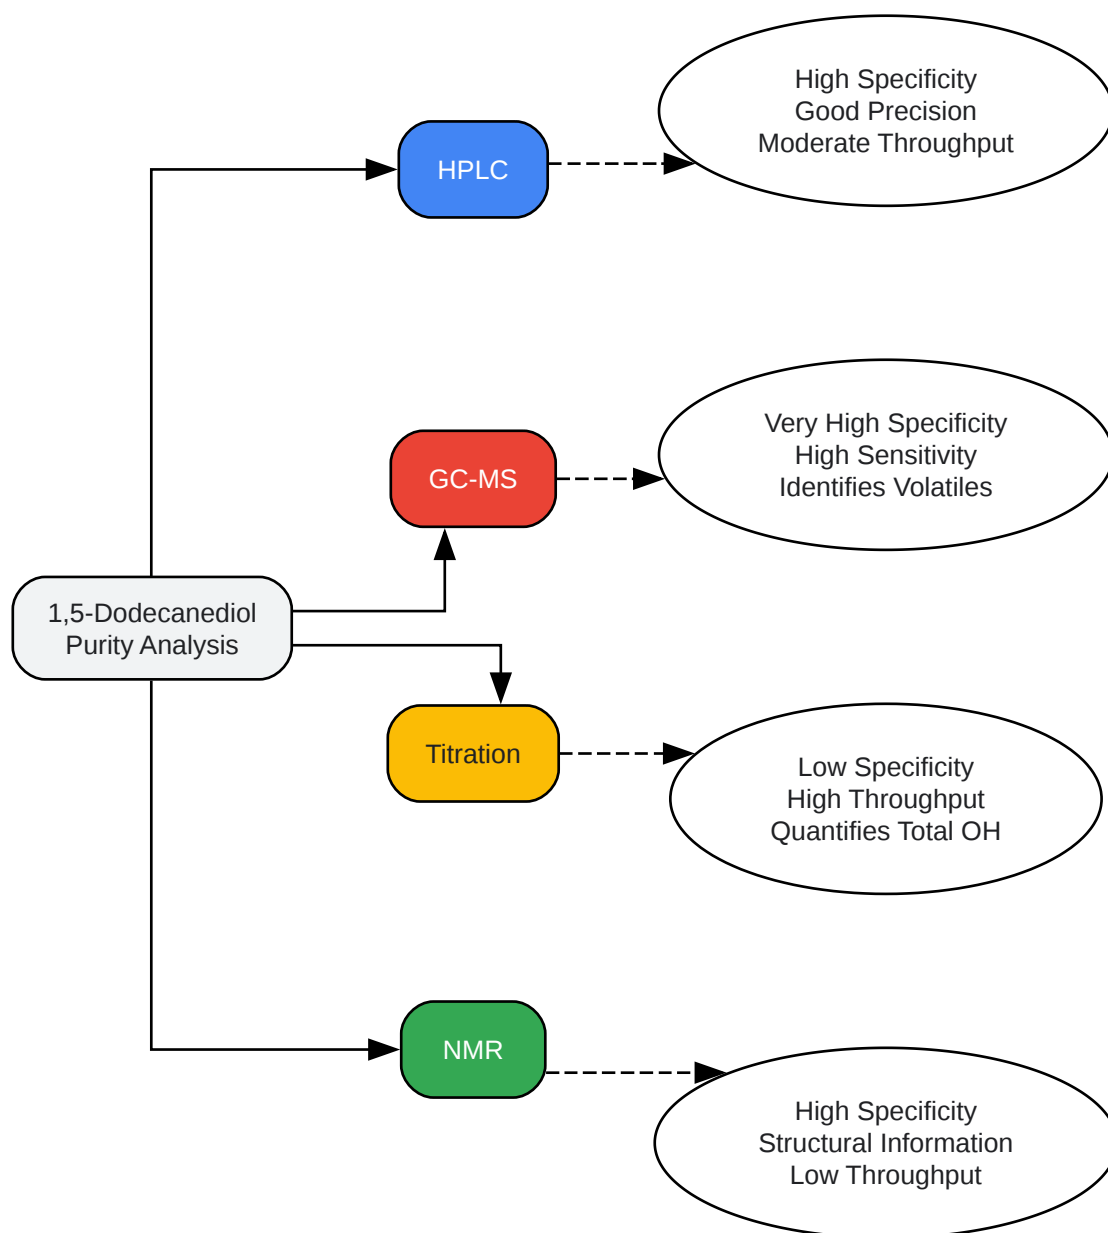 High Specificity
Good Precision
Moderate Throughput
HPLC
Very High Specificity
High Sensitivity
Identifies Volatiles
GC-MS
1,5-Dodecanediol
Purity Analysis
Titration
Low Specificity
High Throughput
Quantifies Total OH
NMR
High Specificity
Structural Information
Low Throughput